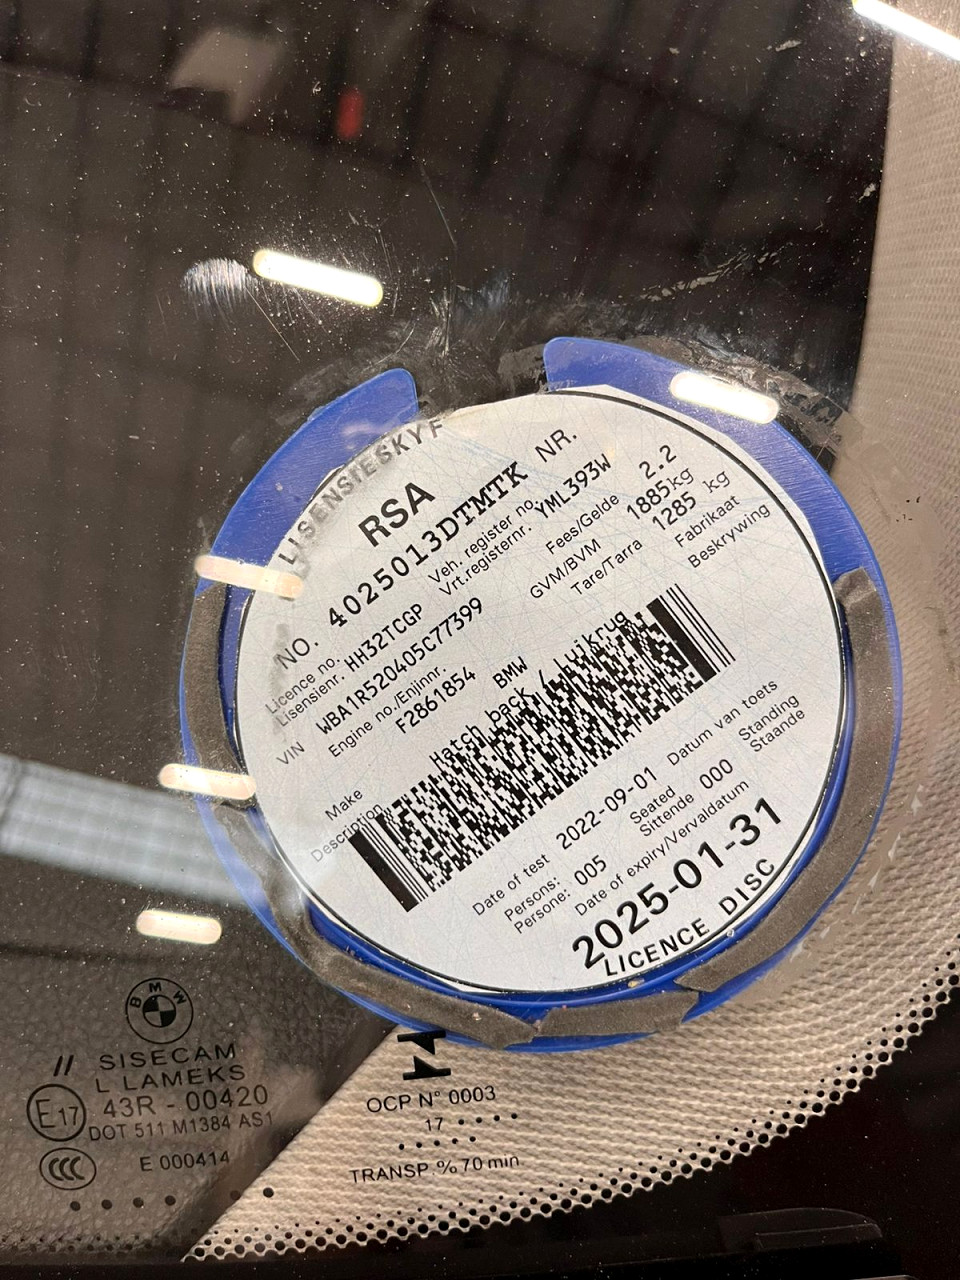 LISENSIESKYF
RSA
NO. 4025013DTMTK NR.
Licence no. Veh. register no.
Lisensienr. HH32TCGP Vrt.registernr. YML393W
VIN WBA1R520405C77399 Fees/Gelde 2.2
Engine no./Enjinnr. GVM/BVM 1885kg
F2861854 Tare/Tarra 1285 kg
Make BMW Fabrikaat
Description Hatch back / Luikrug Beskrywing
Date of test 2022-09-01 Datum van toets
Persons: Seated Standing
Persone: 005 Sittende 000 Staande
Date of expiry/Vervaldatum
2025-01-31
LICENCE DISC
BMW
// SISECAM
L LAMEKS
E17 43R - 00420
DOT 511 M1384 AS1
CCC E 000414
OCP N° 0003
17
TRANSP.% 70 min